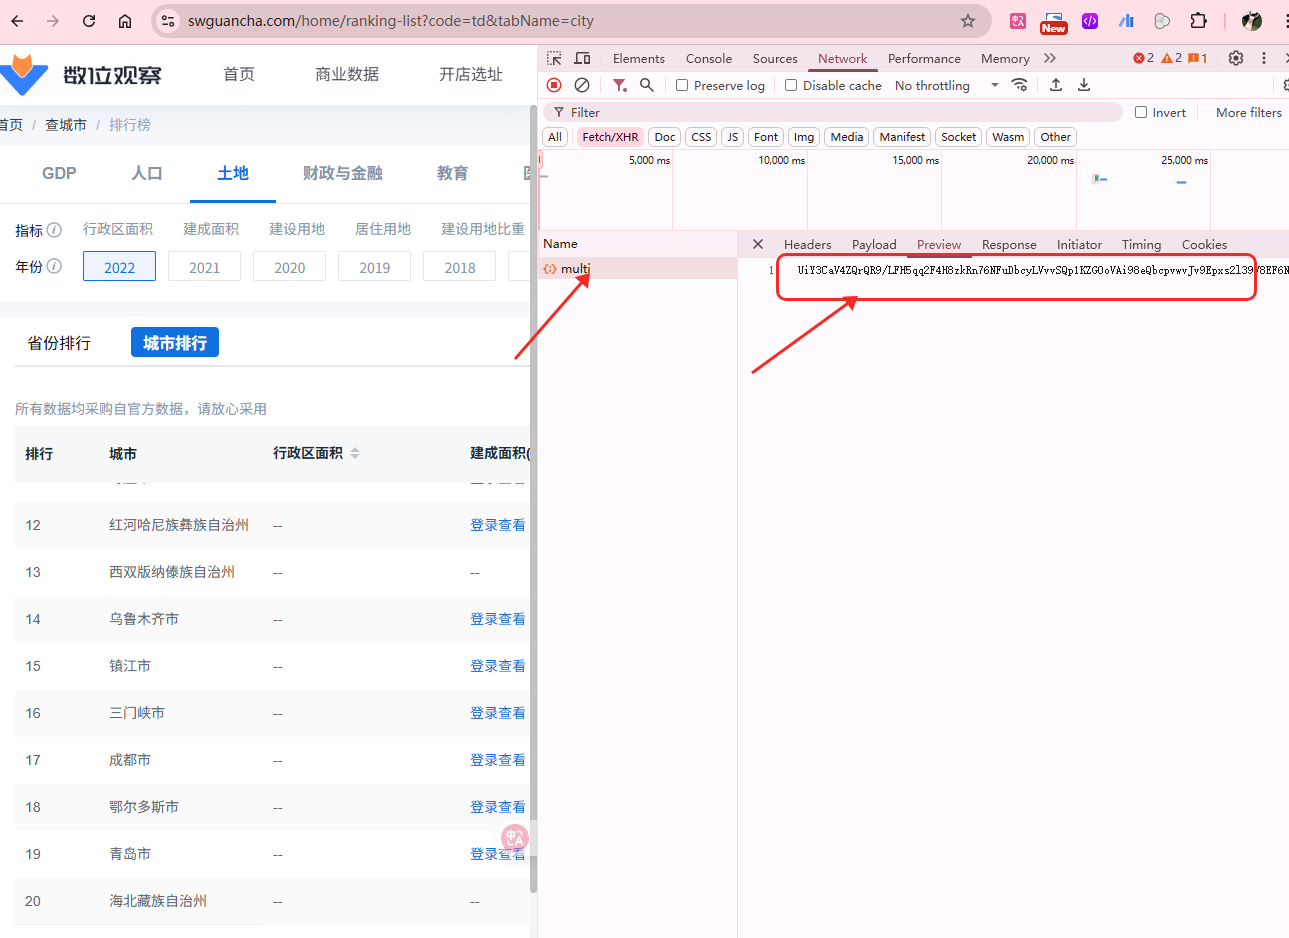 swguancha.com/home/ranking-list?code=td&tabName=city
New
数位观察
首页
商业数据
开店选址
首页 / 查城市 / 排行榜
GDP
人口
土地
财政与金融
教育
指标
行政区面积
建成面积
建设用地
居住用地
建设用地比重
年份
2022
2021
2020
2019
2018
省份排行
城市排行
所有数据均采购自官方数据，请放心采用
排行 城市 行政区面积 建成面积(
12 红河哈尼族彝族自治州 -- 登录查看
13 西双版纳傣族自治州 -- --
14 乌鲁木齐市 -- 登录查看
15 镇江市 -- 登录查看
16 三门峡市 -- 登录查看
17 成都市 -- 登录查看
18 鄂尔多斯市 -- 登录查看
19 青岛市 -- 登录查看
20 海北藏族自治州 -- --
Elements Console Sources Network Performance Memory 2 2 1
Preserve log Disable cache No throttling
Filter Invert More filters
All Fetch/XHR Doc CSS JS Font Img Media Manifest Socket Wasm Other
5,000 ms 10,000 ms 15,000 ms 20,000 ms 25,000 ms
Name
multi
Headers Payload Preview Response Initiator Timing Cookies
1 UiY3CaV4ZQrQR9/LFM5qq2F4H8zkRn76NFuDbcyLVvvSQp1KZGOoVAi98eQbcpvwvJv9Epxs2l39V8EF6N